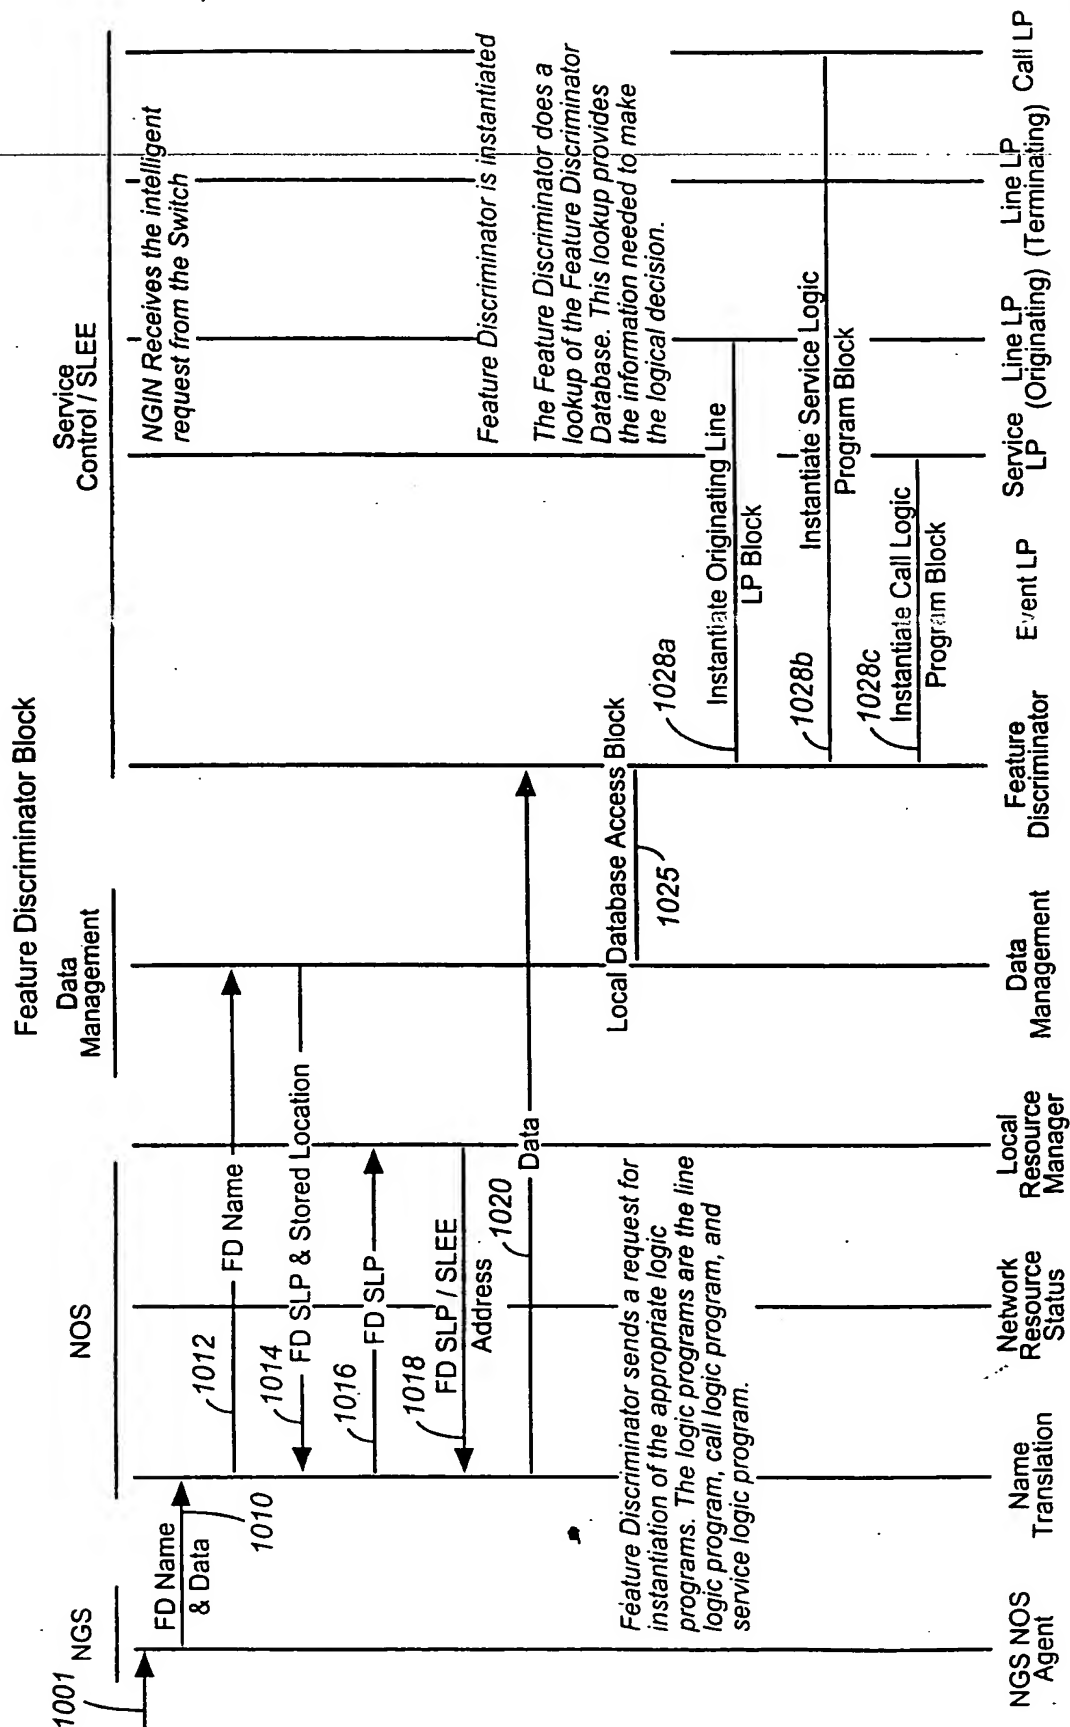 Feature Discriminator Block
NGS
NOS
Data
Management
Service
Control / SLEE
1001
FD Name
& Data
1010
1012
FD Name
1014
FD SLP & Stored Location
1016
FD SLP
1018
FD SLP / SLEE
Address
1020
Data
NGIN Receives the intelligent
request from the Switch
Feature Discriminator is instantiated
The Feature Discriminator does a
lookup of the Feature Discriminator
Database. This lookup provides
the information needed to make
the logical decision.
Local Database Access Block
1025
Feature Discriminator sends a request for
instantiation of the appropriate logic
programs. The logic programs are the line
logic program, call logic program, and
service logic program.
1028a
Instantiate Originating Line
LP Block
1028b
Instantiate Service Logic
Program Block
1028c
Instantiate Call Logic
Program Block
NGS NOS
Agent
Name
Translation
Network
Resource
Status
Local
Resource
Manager
Data
Management
Feature
Discriminator
Event LP
Service
LP
Line LP
(Originating)
Line LP
(Terminating)
Call LP